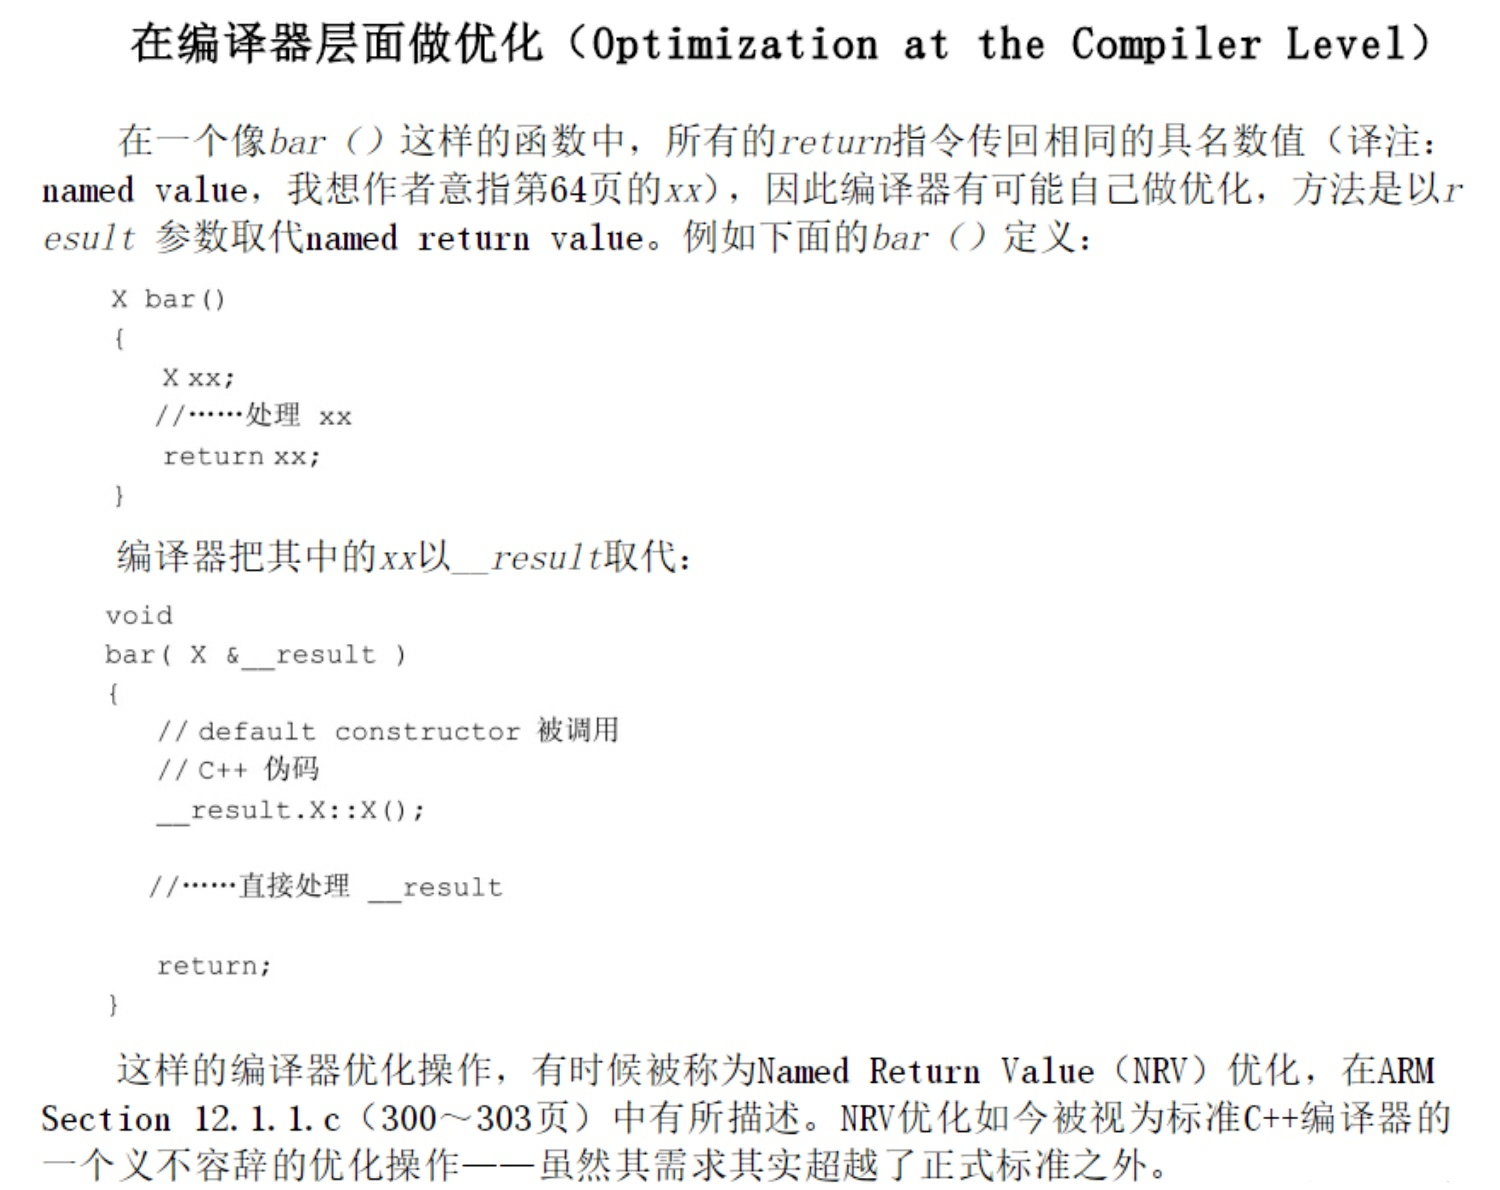 在编译器层面做优化（Optimization at the Compiler Level）
在一个像bar（）这样的函数中，所有的return指令传回相同的具名数值（译注：
named value，我想作者意指第64页的xx），因此编译器有可能自己做优化，方法是以r
esult 参数取代named return value。例如下面的bar（）定义：
X bar()
{
X xx;
//……处理 xx
return xx;
}
编译器把其中的xx以__result取代：
void
bar( X &__result )
{
// default constructor 被调用
// C++ 伪码
__result.X::X();
//……直接处理 __result
return;
}
这样的编译器优化操作，有时候被称为Named Return Value（NRV）优化，在ARM
Section 12.1.1.c（300～303页）中有所描述。NRV优化如今被视为标准C++编译器的
一个义不容辞的优化操作——虽然其需求其实超越了正式标准之外。